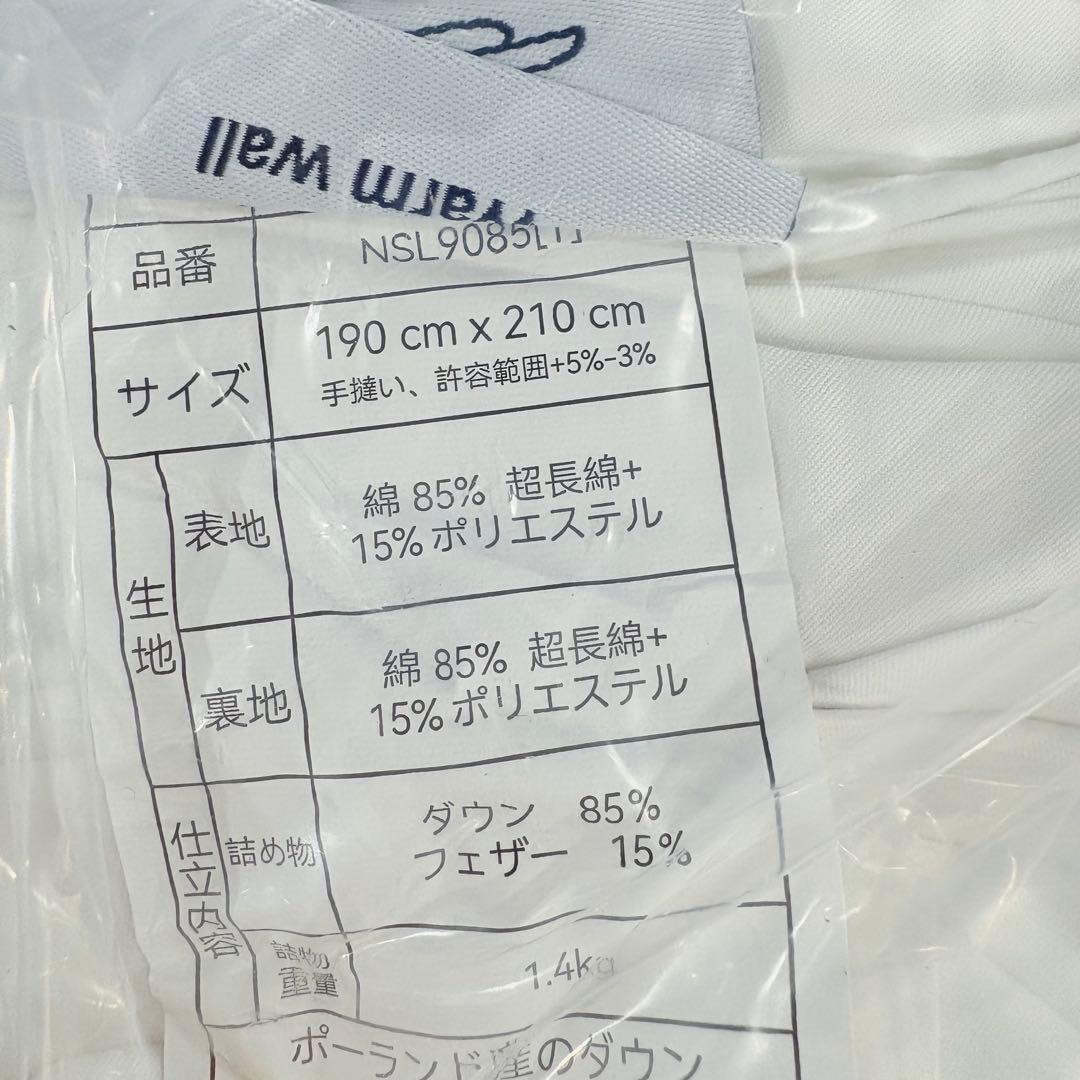 Warm wall
品番 NSL9085[1]
サイズ 190 cm x 210 cm
手撻い、許容範囲+5%-3%
生地
表地 綿 85% 超長綿+
15%ポリエステル
裏地 綿 85% 超長綿+
15%ポリエステル
仕立内容
詰め物 ダウン 85%
フェザー 15%
詰物
重量 1.4kg
ポーランド産のダウン